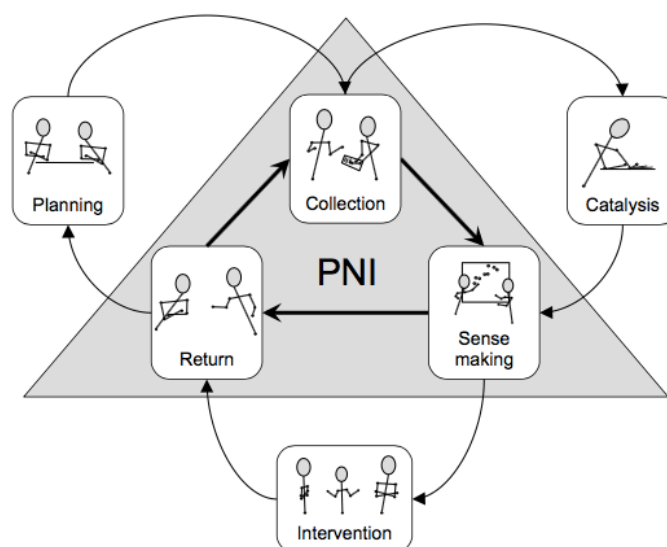 Planning
Collection
Catalysis
PNI
Return
Sense
making
Intervention